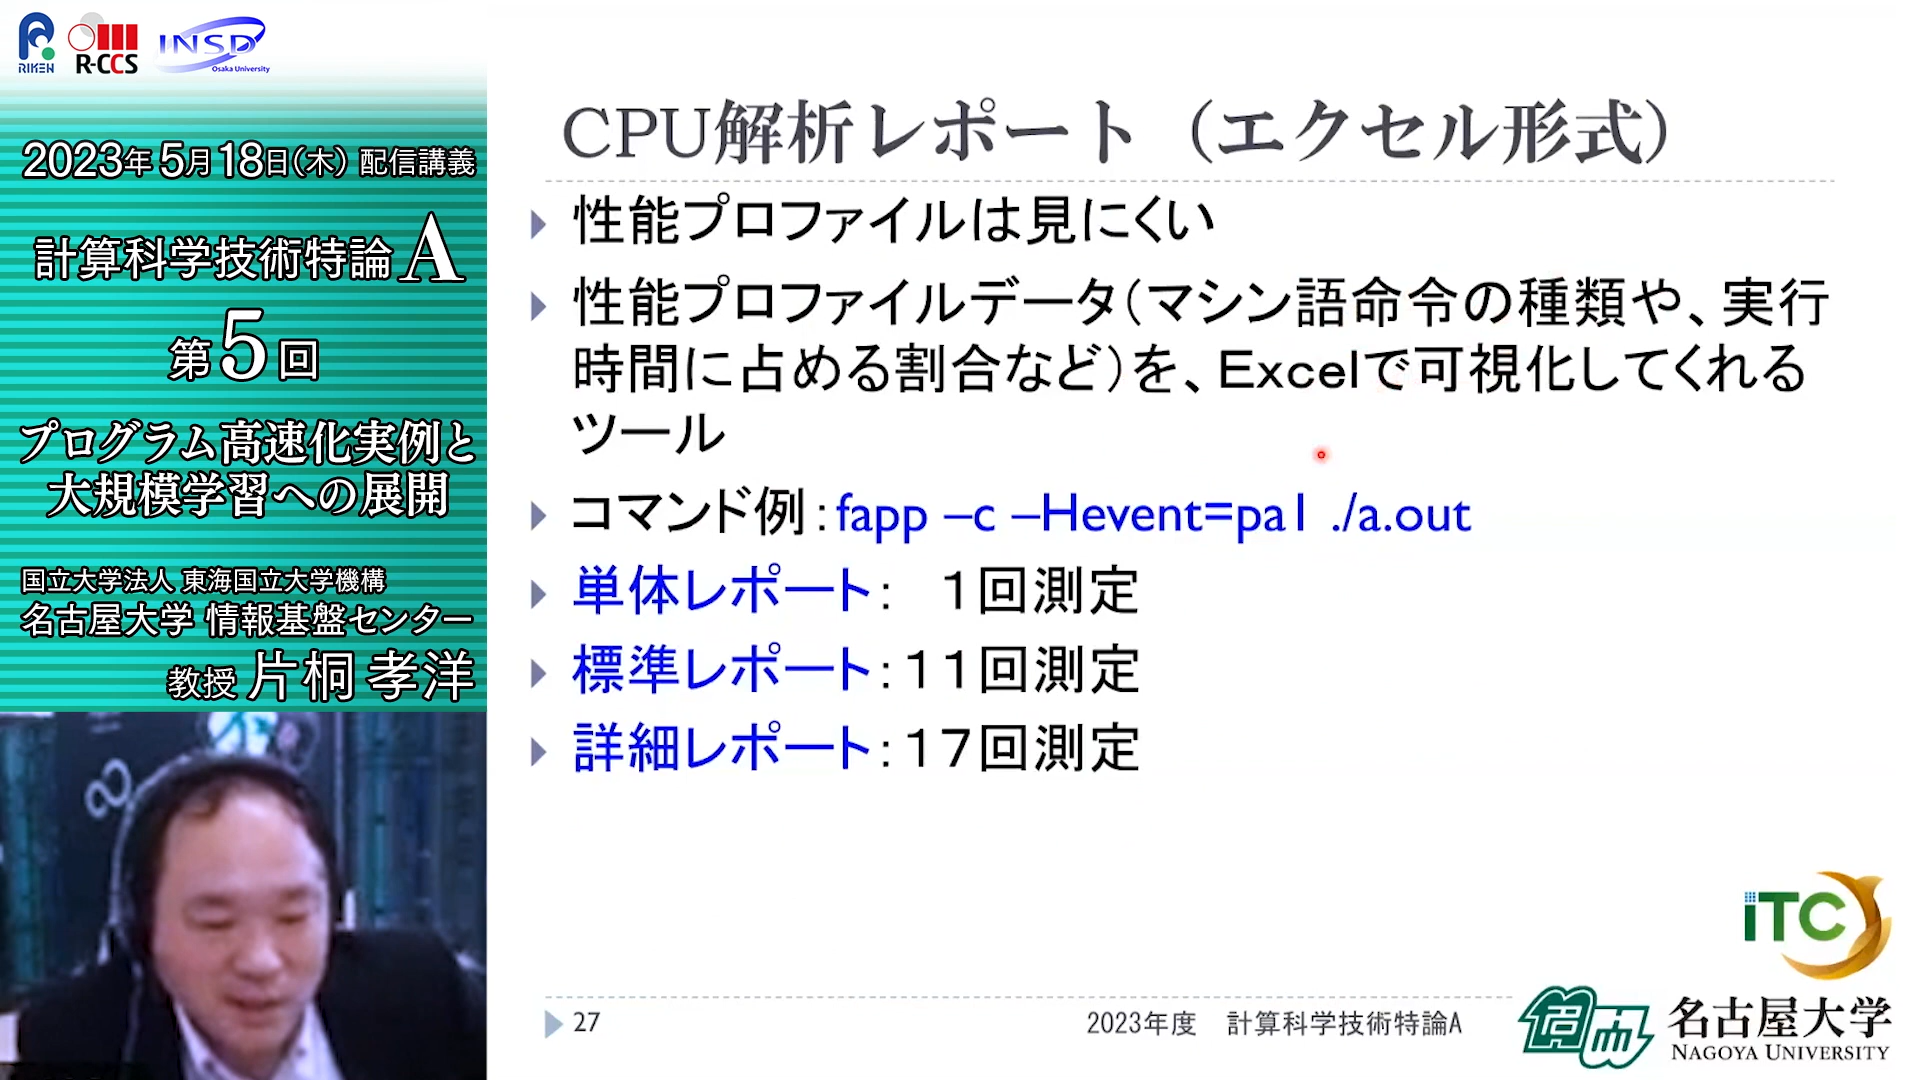 RIKEN
R-CCS
INSD
Osaka University
2023年5月18日(木) 配信講義
計算科学技術特論A
第5回
プログラム高速化実例と
大規模学習への展開
国立大学法人 東海国立大学機構
名古屋大学 情報基盤センター
教授 片桐 孝洋
CPU解析レポート（エクセル形式）
性能プロファイルは見にくい
性能プロファイルデータ（マシン語命令の種類や、実行
時間に占める割合など）を、Excelで可視化してくれる
ツール
コマンド例：fapp –c –Hevent=pa1 ./a.out
単体レポート：　1回測定
標準レポート：11回測定
詳細レポート：17回測定
27
2023年度　計算科学技術特論A
iTC
名古屋大学
NAGOYA UNIVERSITY